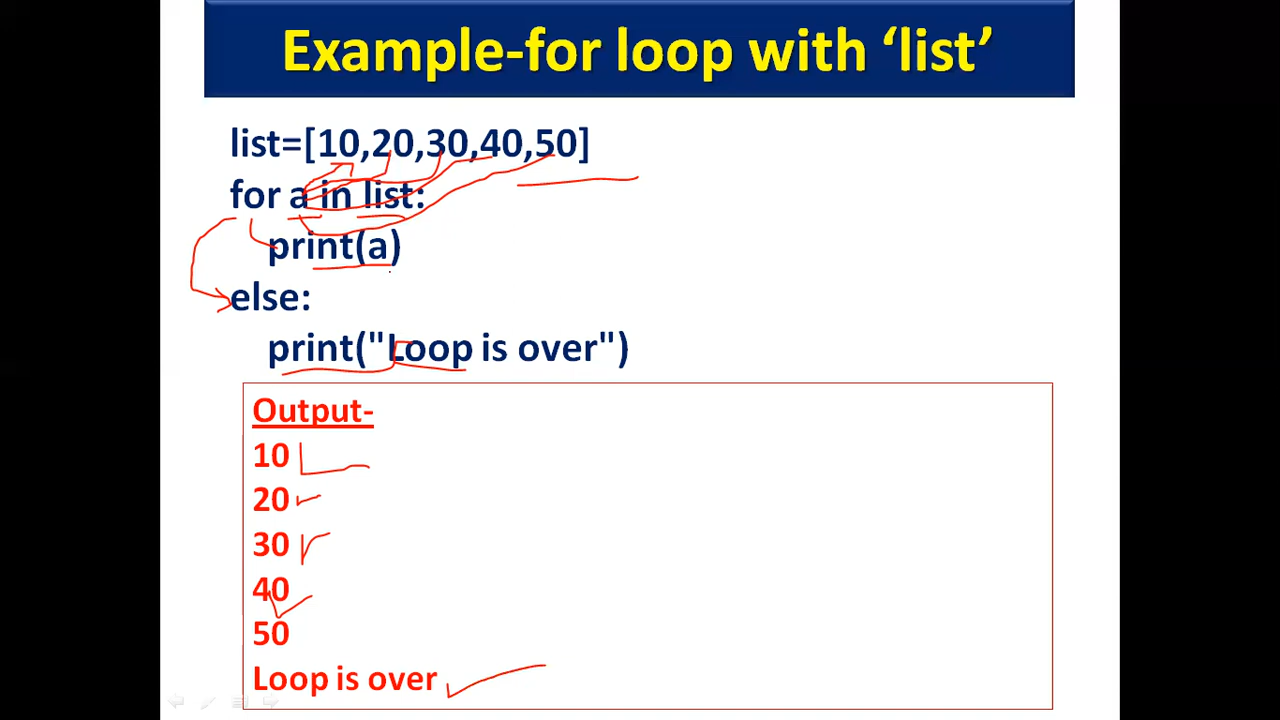 Example-for loop with ‘list’
list=[10,20,30,40,50]
for a in list:
print(a)
else:
print("Loop is over")
Output-
10
20
30
40
50
Loop is over